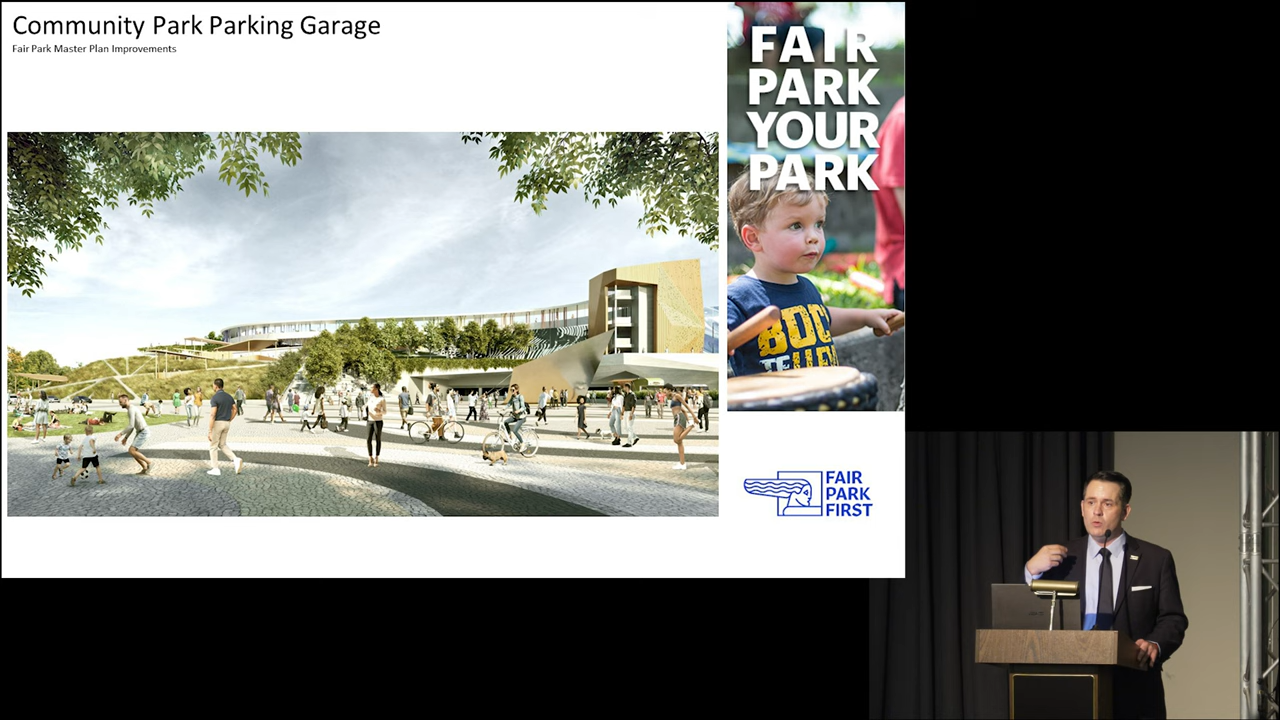 Community Park Parking Garage
Fair Park Master Plan Improvements
FAIR
PARK
YOUR
PARK
FAIR
PARK
FIRST